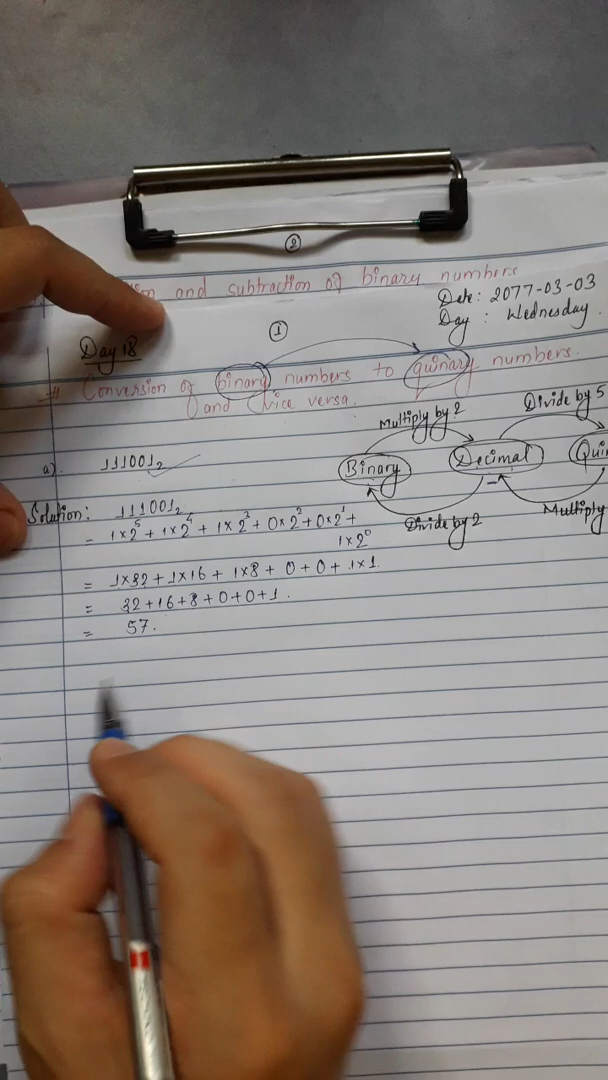 ②
and subtraction of binary numbers
Date: 2077-03-03
Day : Wednesday.
①
Day 18
# Conversion of binary numbers to quinary numbers.
and vice versa.
Multiply by 2
Divide by 5
a). 111001₂
Binary Decimal
Divide by 2 Multiply
Solution: 111001₂
= 1×2⁵ + 1×2⁴ + 1×2³ + 0×2² + 0×2¹ +
1×2⁰
= 1×32 + 1×16 + 1×8 + 0 + 0 + 1×1.
= 32 + 16 + 8 + 0 + 0 + 1.
= 57.